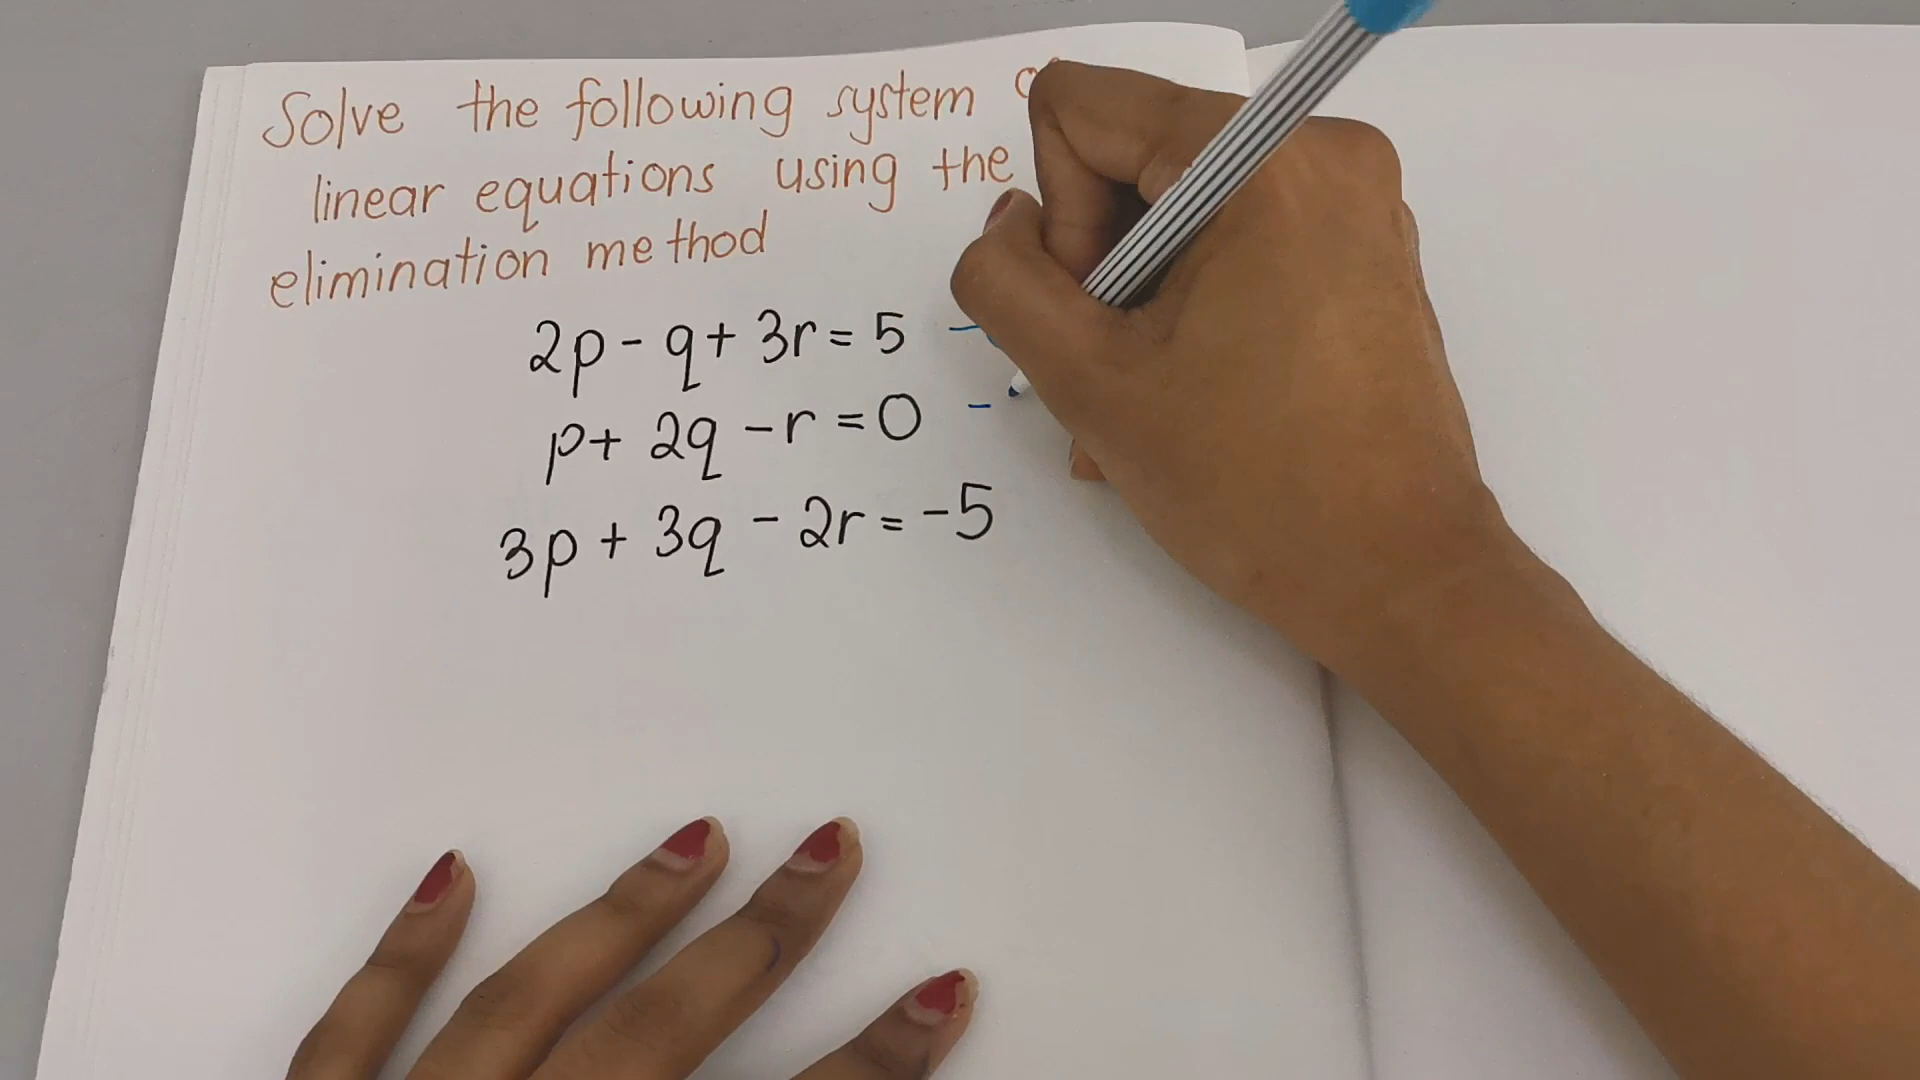 Solve the following system
linear equations using the
elimination method
2p - q + 3r = 5 -
p + 2q - r = 0 -
3p + 3q - 2r = -5